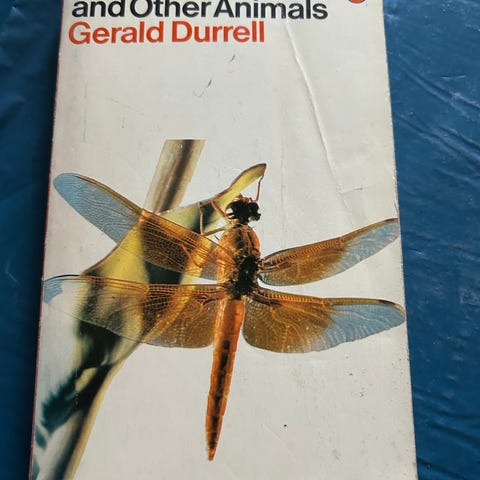 and Other Animals
Gerald Durrell